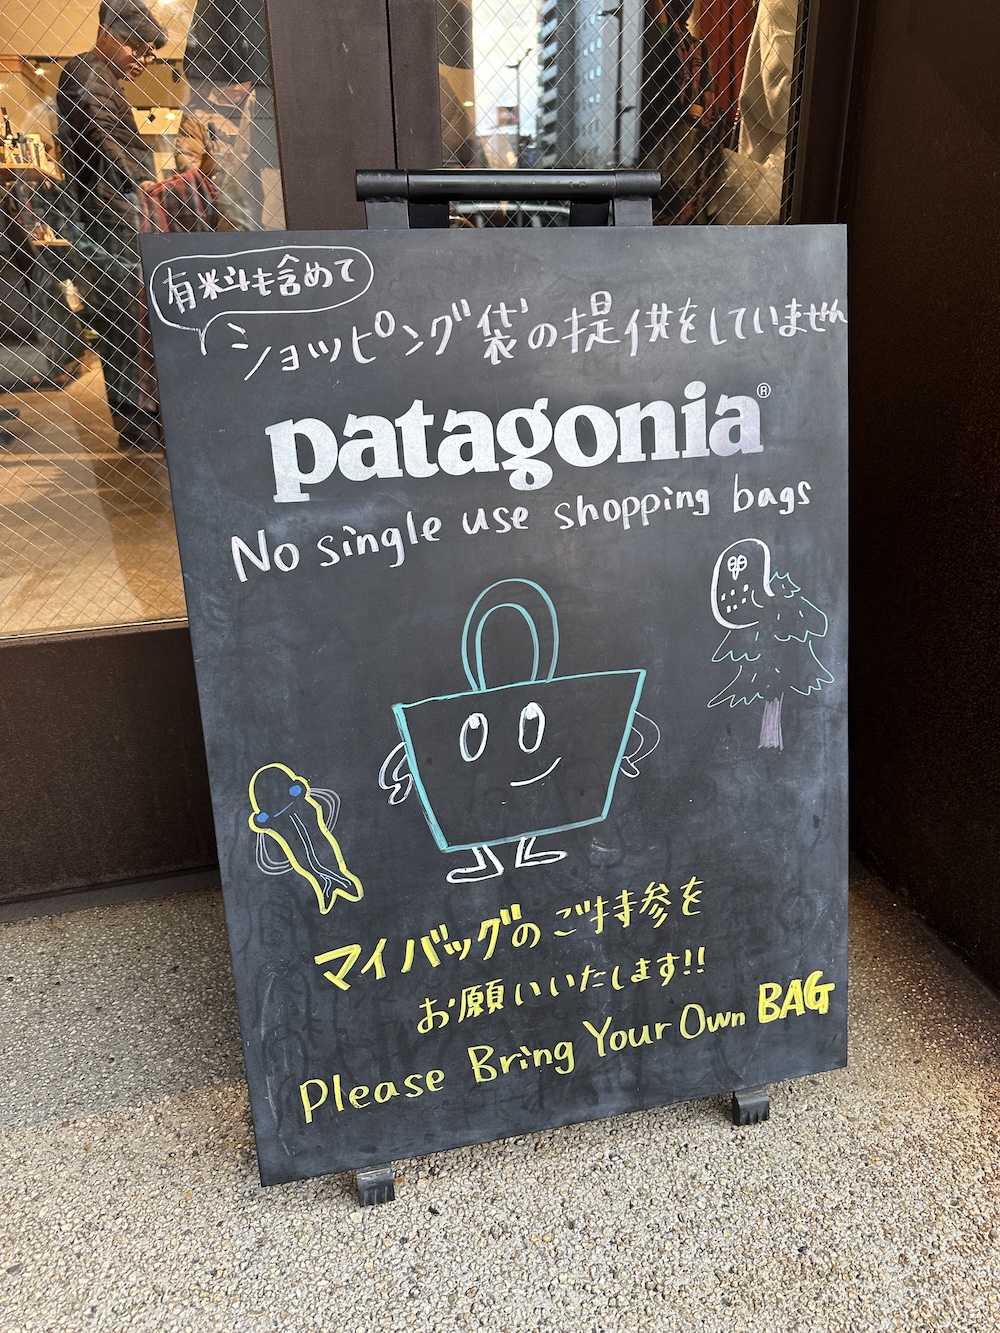 有料も含めて
ショッピング袋の提供をしていません
patagonia®
No single use shopping bags
マイバッグのご持参を
お願いいたします!!
Please Bring Your Own BAG